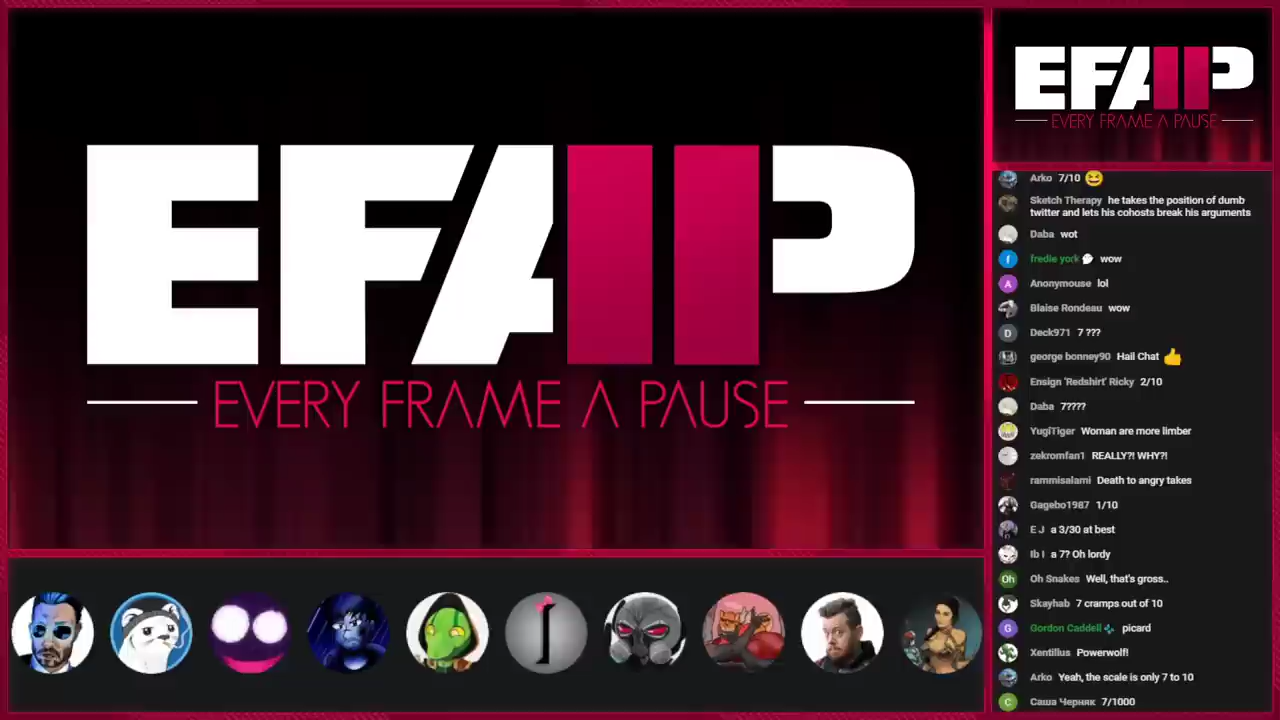 EFAP
EVERY FRAME A PAUSE
EFAP
EVERY FRAME A PAUSE
Arko 7/10 😆
Sketch Therapy he takes the position of dumb
twitter and lets his cohosts break his arguments
Daba wot
fredie york wow
Anonymouse lol
Blaise Rondeau wow
D Deck971 7 ???
george bonney90 Hail Chat 👍
Ensign 'Redshirt' Ricky 2/10
Daba 7????
YugiTiger Woman are more limber
zekromfan1 REALLY?! WHY?!
rammisalami Death to angry takes
Gagebo1987 1/10
E J a 3/30 at best
Ib I a 7? Oh lordy
Oh Oh Snakes Well, that's gross..
Skayhab 7 cramps out of 10
G Gordon Caddell picard
Xentilius Powerwolf!
Arko Yeah, the scale is only 7 to 10
C Саша Черняк 7/1000